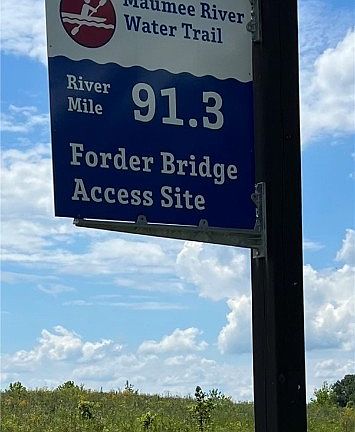 Maumee River
Water Trail
River
Mile
91.3
Forder Bridge
Access Site